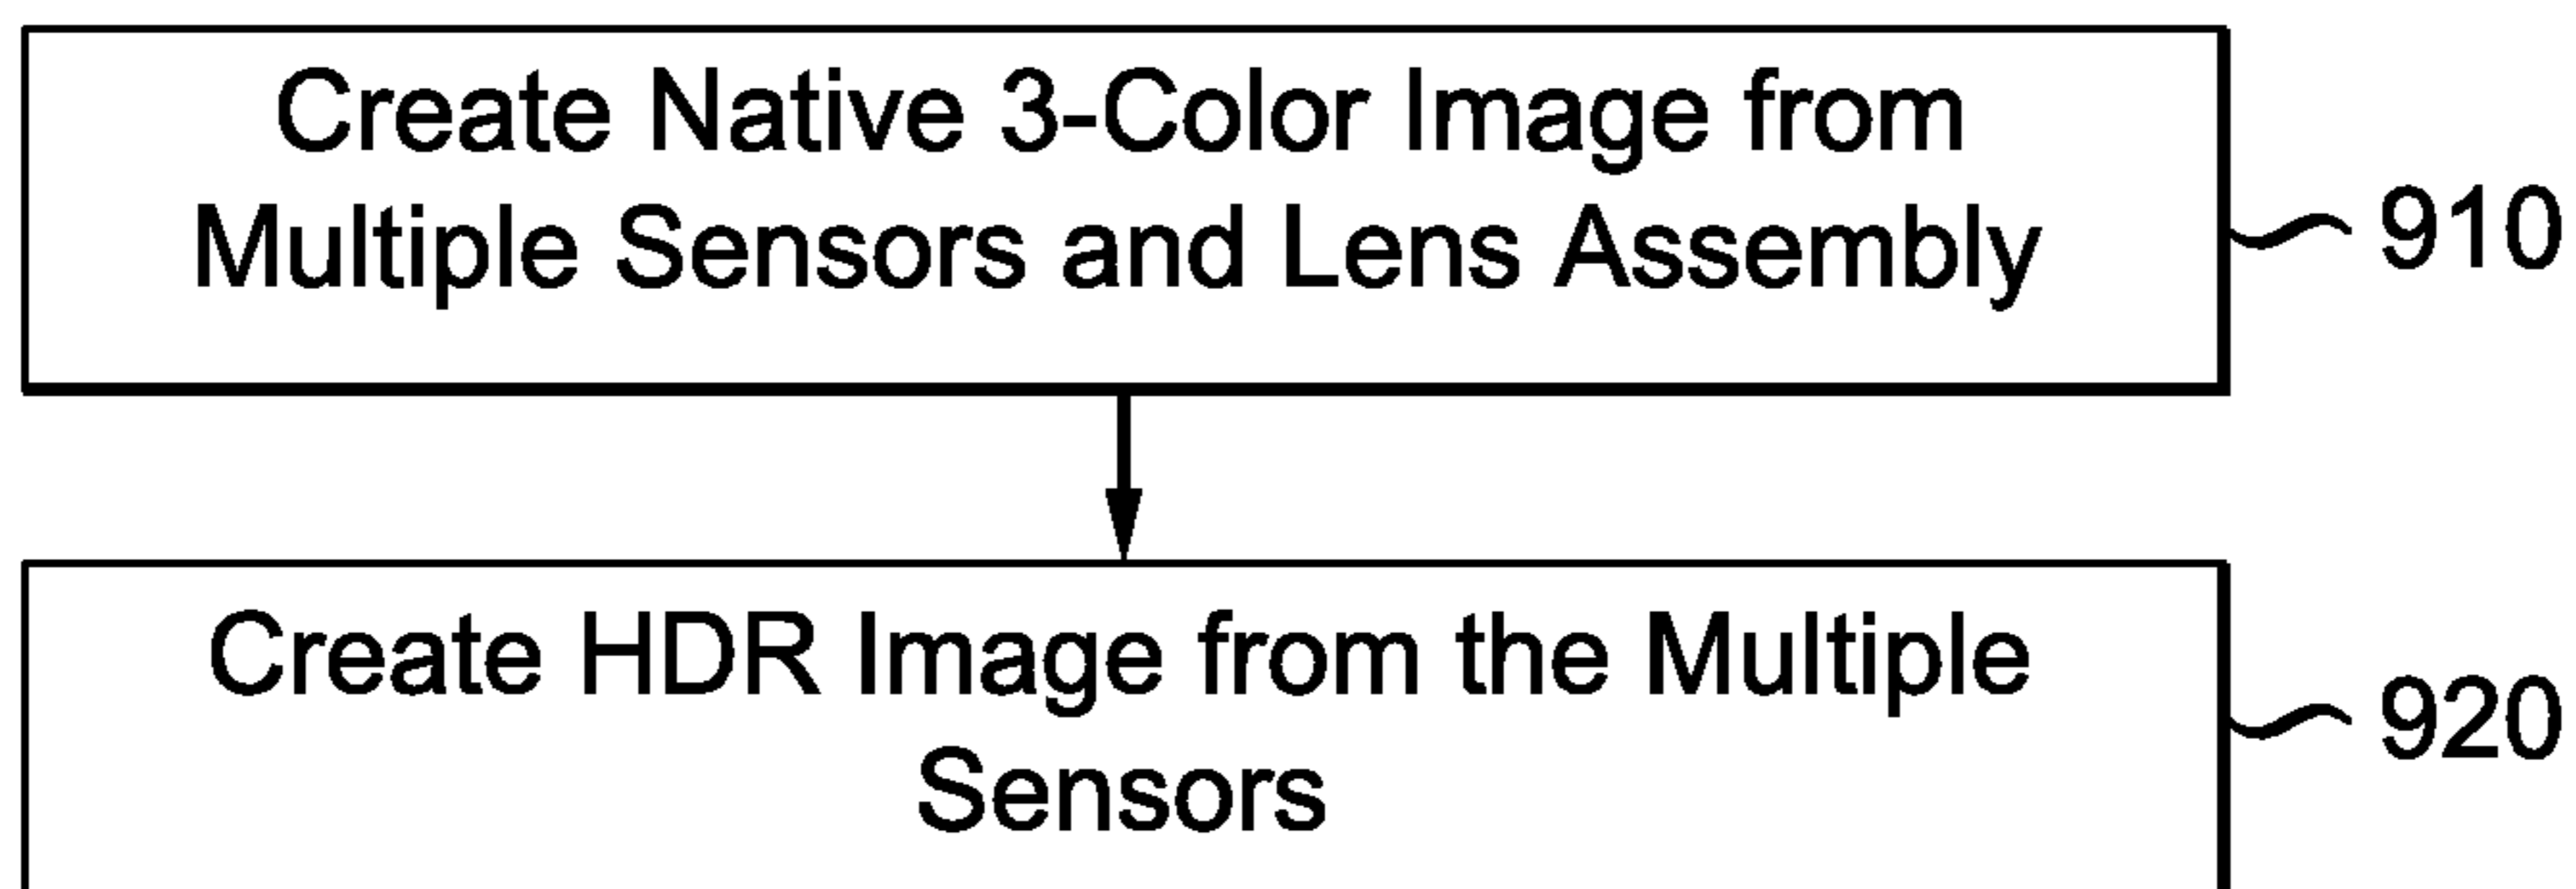 Create Native 3-Color Image from
Multiple Sensors and Lens Assembly
910
Create HDR Image from the Multiple
Sensors
920